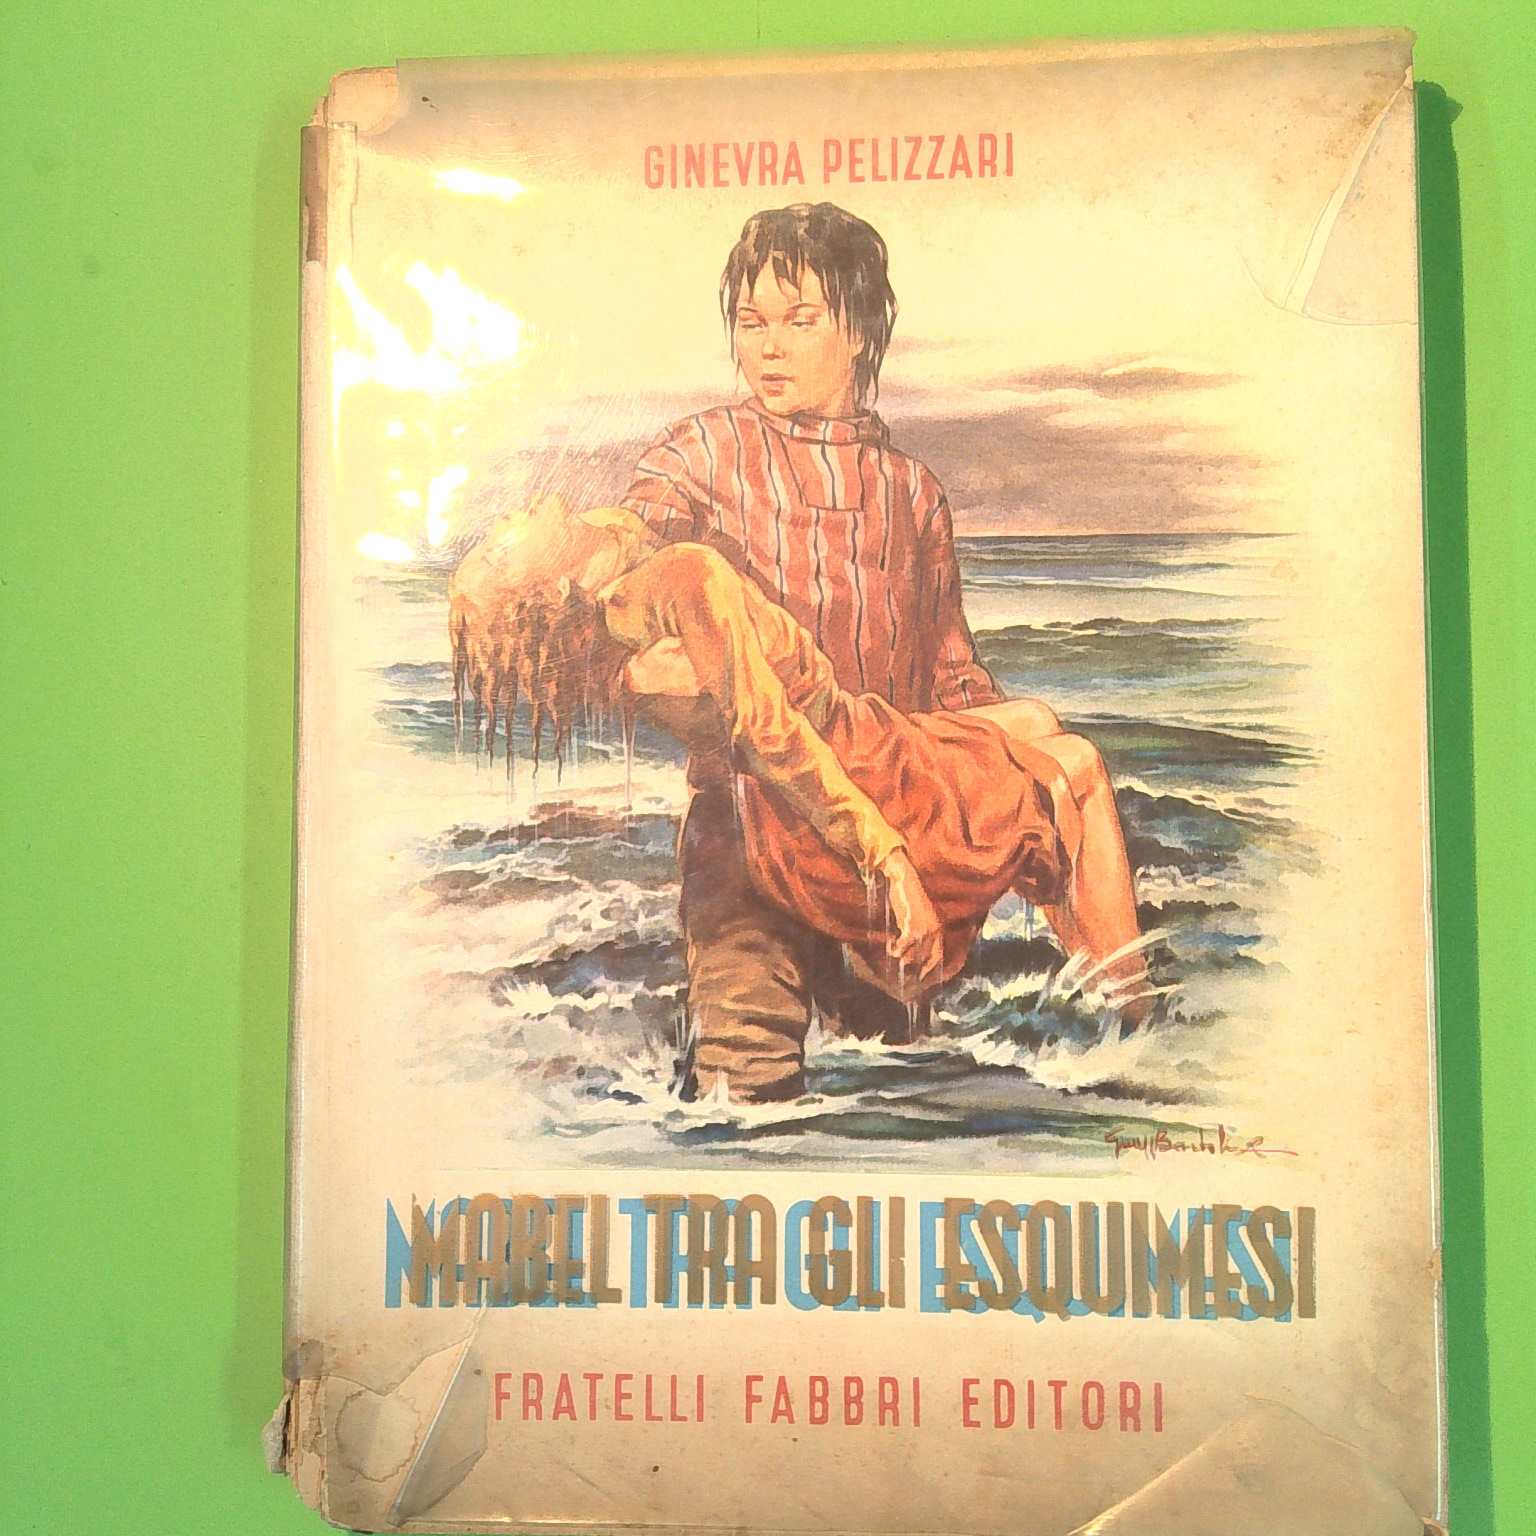 GINEVRA PELIZZARI
MABEL TRA GLI ESQUIMESI
FRATELLI FABBRI EDITORI